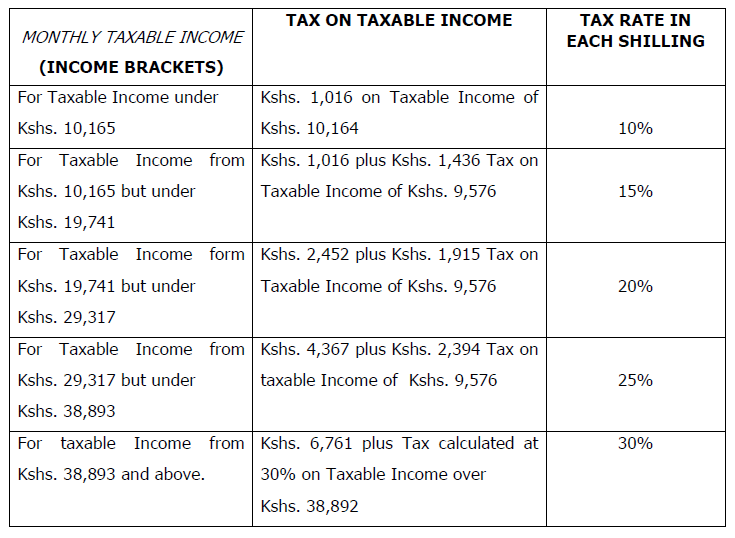 MONTHLY TAXABLE INCOME
(INCOME BRACKETS)
TAX ON TAXABLE INCOME
TAX RATE IN
EACH SHILLING
For Taxable Income under
Kshs. 10,165
Kshs. 1,016 on Taxable Income of
Kshs. 10,164
10%
For Taxable Income from
Kshs. 10,165 but under
Kshs. 19,741
Kshs. 1,016 plus Kshs. 1,436 Tax on
Taxable Income of Kshs. 9,576
15%
For Taxable Income form
Kshs. 19,741 but under
Kshs. 29,317
Kshs. 2,452 plus Kshs. 1,915 Tax on
Taxable Income of Kshs. 9,576
20%
For Taxable Income from
Kshs. 29,317 but under
Kshs. 38,893
Kshs. 4,367 plus Kshs. 2,394 Tax on
taxable Income of Kshs. 9,576
25%
For taxable Income from
Kshs. 38,893 and above.
Kshs. 6,761 plus Tax calculated at
30% on Taxable Income over
Kshs. 38,892
30%